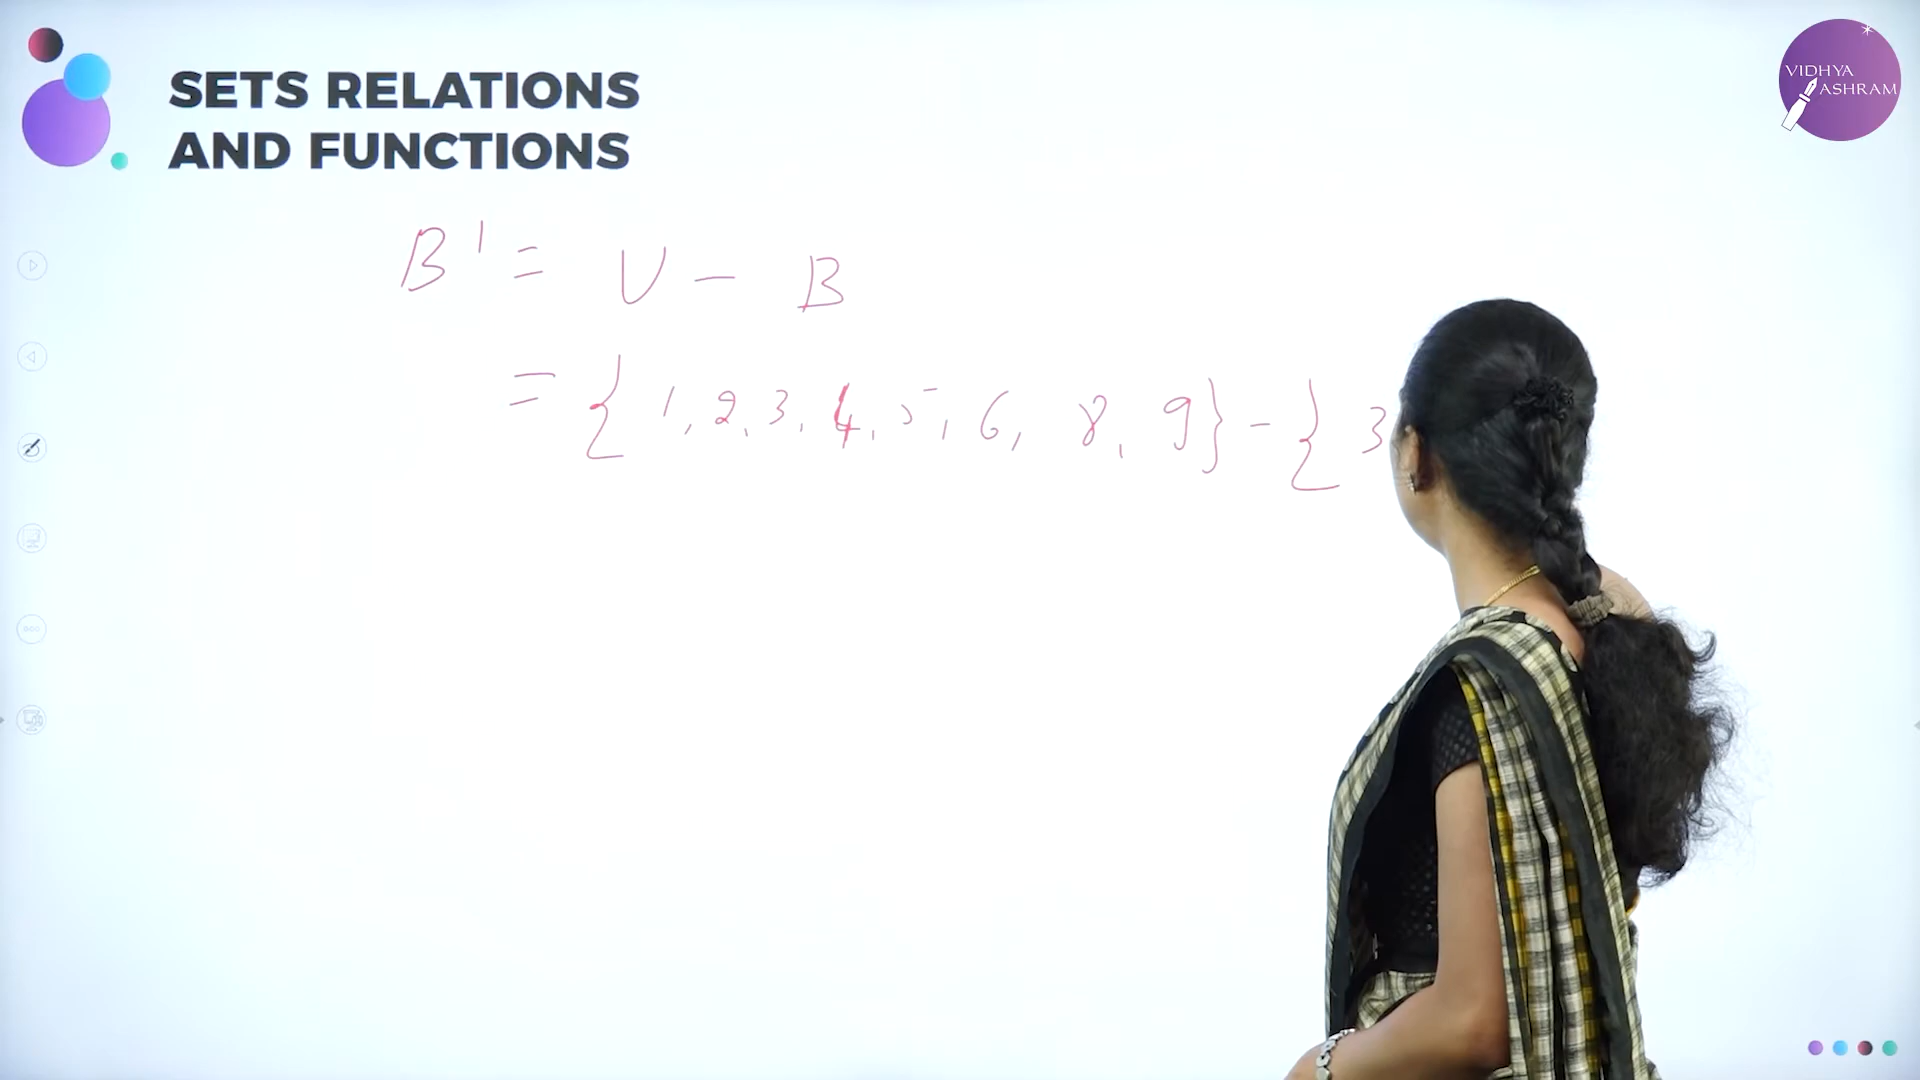 SETS RELATIONS
AND FUNCTIONS
VIDHYA
ASHRAM
B' = U - B
= { 1, 2, 3, 4, 5, 6, 8, 9} - { 3